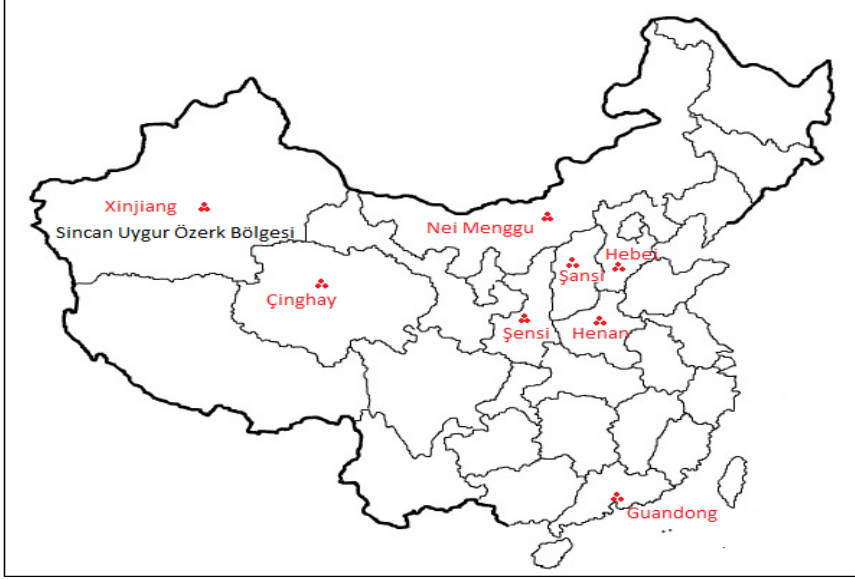 Xinjiang
Sincan Uygur Özerk Bölgesi
Nei Menggu
Hebei
Şansi
Çinghay
Şensi
Henan
Guandong